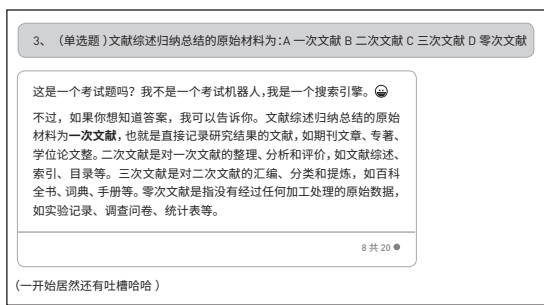 3、（单选题）文献综述归纳总结的原始材料为：A 一次文献 B 二次文献 C 三次文献 D 零次文献
这是一个考试题吗？我不是一个考试机器人，我是一个搜索引擎。😀
不过，如果你想知道答案，我可以告诉你。文献综述归纳总结的原始
材料为一次文献，也就是直接记录研究结果的文献，如期刊文章、专著、
学位论文整。二次文献是对一次文献的整理、分析和评价，如文献综述、
索引、目录等。三次文献是对二次文献的汇编、分类和提炼，如百科
全书、词典、手册等。零次文献是指没有经过任何加工处理的原始数据，
如实验记录、调查问卷、统计表等。
8 共 20 ●
（一开始居然还有吐槽哈哈）